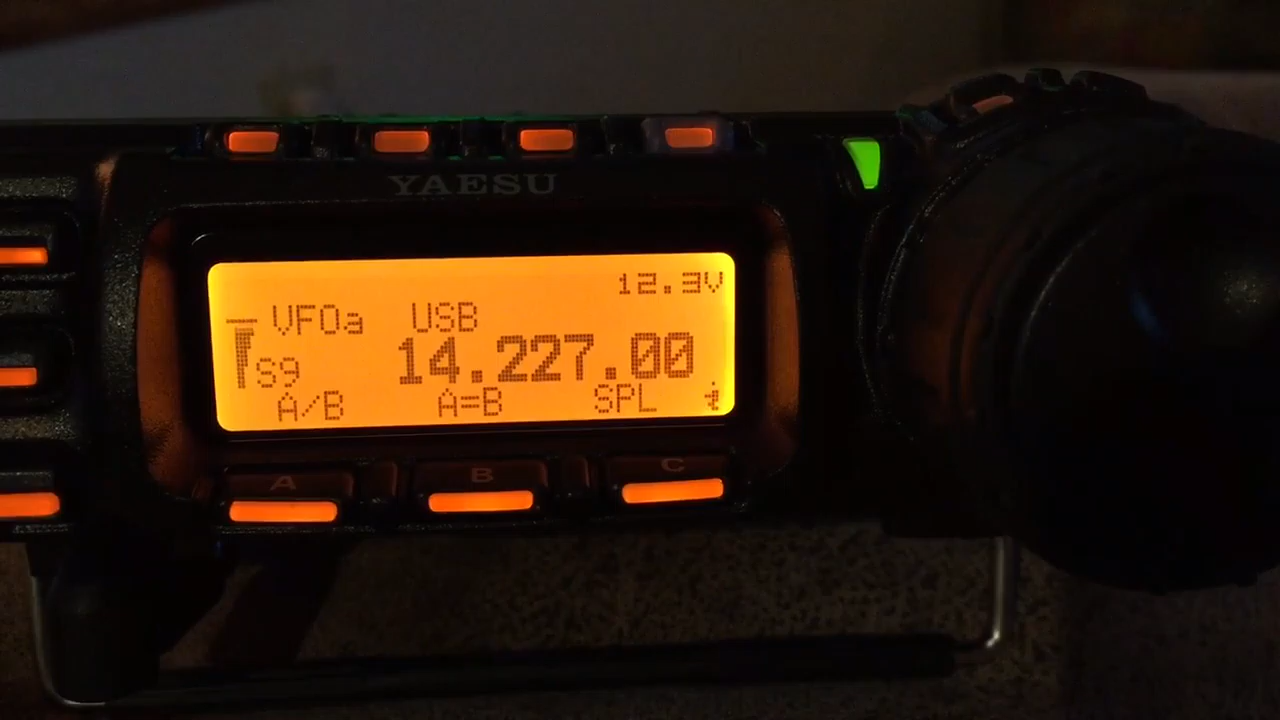 YAESU
12.3V
VFOa USB
S9 14.227.00
A/B A=B SPL
A B C